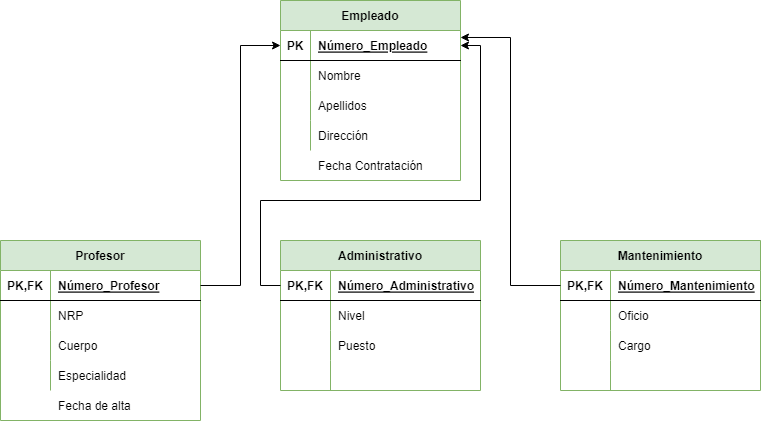 Empleado
PK Número_Empleado
Nombre
Apellidos
Dirección
Fecha Contratación
Profesor
PK,FK Número_Profesor
NRP
Cuerpo
Especialidad
Fecha de alta
Administrativo
PK,FK Número_Administrativo
Nivel
Puesto
Mantenimiento
PK,FK Número_Mantenimiento
Oficio
Cargo